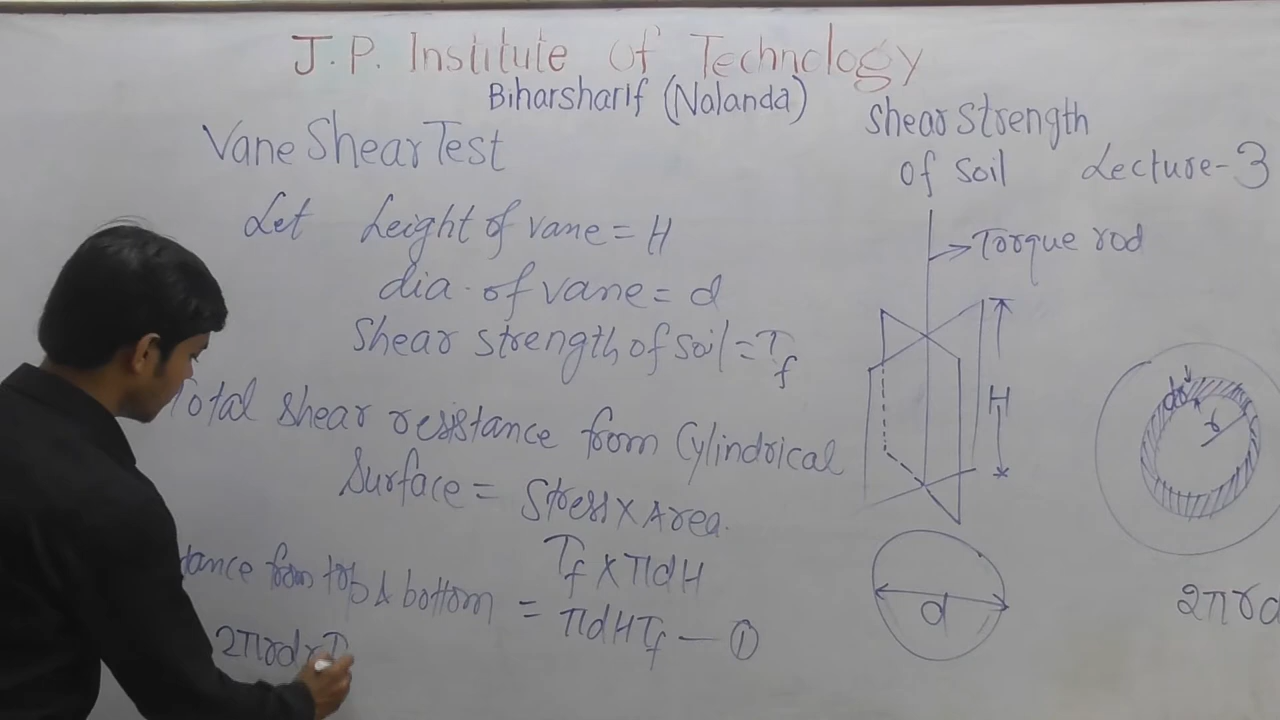 J.P. Institute Of Technology
Biharsharif (Nalanda)
Vane Shear Test
Shear Strength
of Soil Lecture-3
Let height of vane = H
dia. of vane = d
Shear strength of soil = τf
Total shear resistance from Cylindrical
Surface = Stress × Area.
τf × πdH
= πdHτf — ①
tance from top & bottom
2πrdrτ
→ Torque rod
H
d
dr
r
2πrd